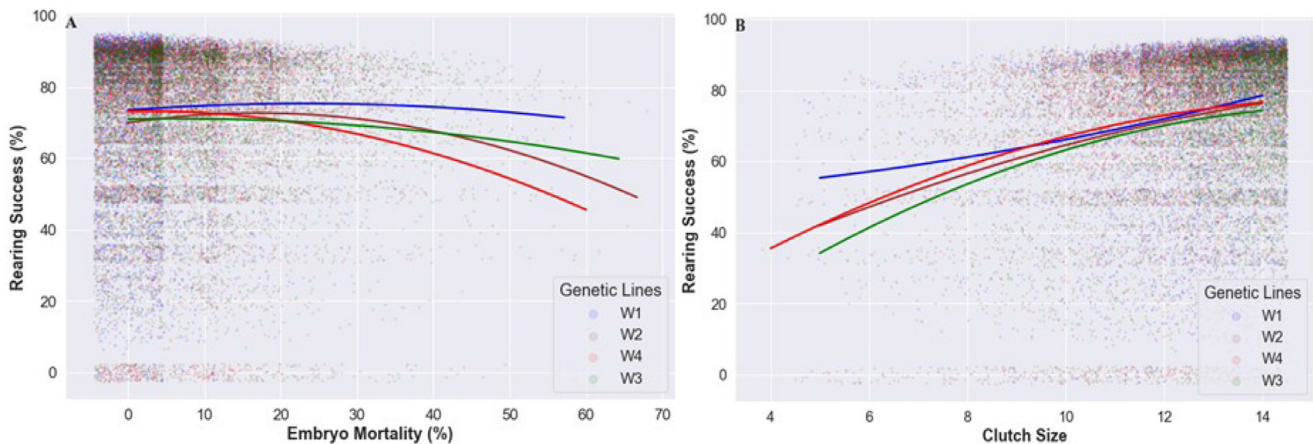 A
100
80
60
40
20
0
Rearing Success (%)
0 10 20 30 40 50 60 70
Embryo Mortality (%)
Genetic Lines
W1
W2
W4
W3
B
100
80
60
40
20
0
Rearing Success (%)
4 6 8 10 12 14
Clutch Size
Genetic Lines
W1
W2
W4
W3